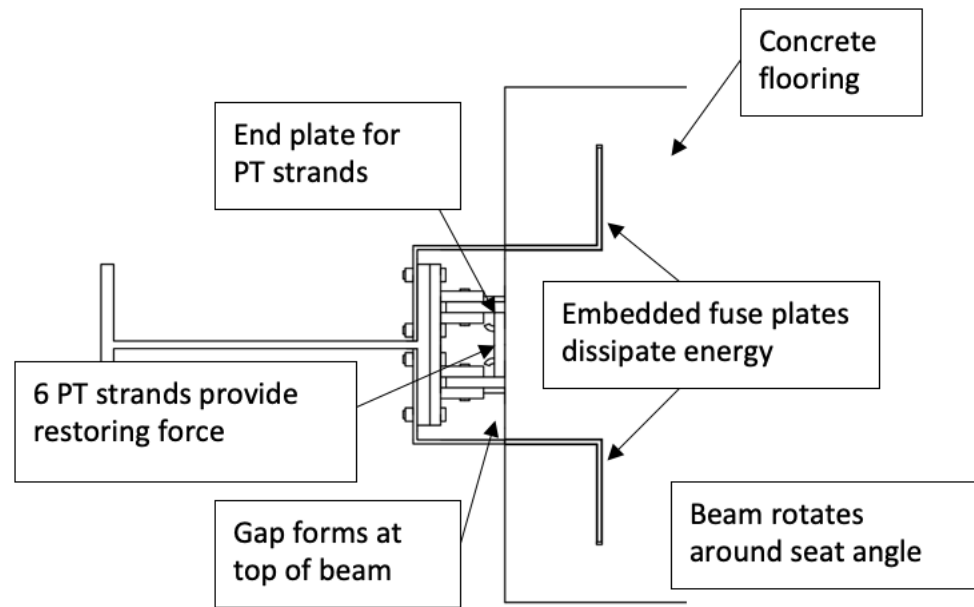 Concrete
flooring
End plate for
PT strands
Embedded fuse plates
dissipate energy
6 PT strands provide
restoring force
Gap forms at
top of beam
Beam rotates
around seat angle